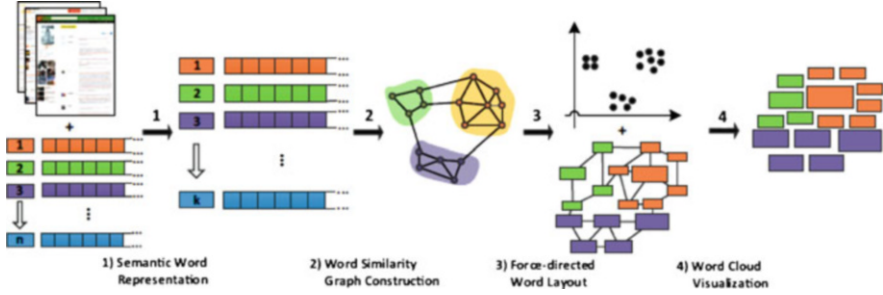 1
2
3
4
+
1
2
3
n
1
2
3
k
+
1) Semantic Word
Representation
2) Word Similarity
Graph Construction
3) Force-directed
Word Layout
4) Word Cloud
Visualization